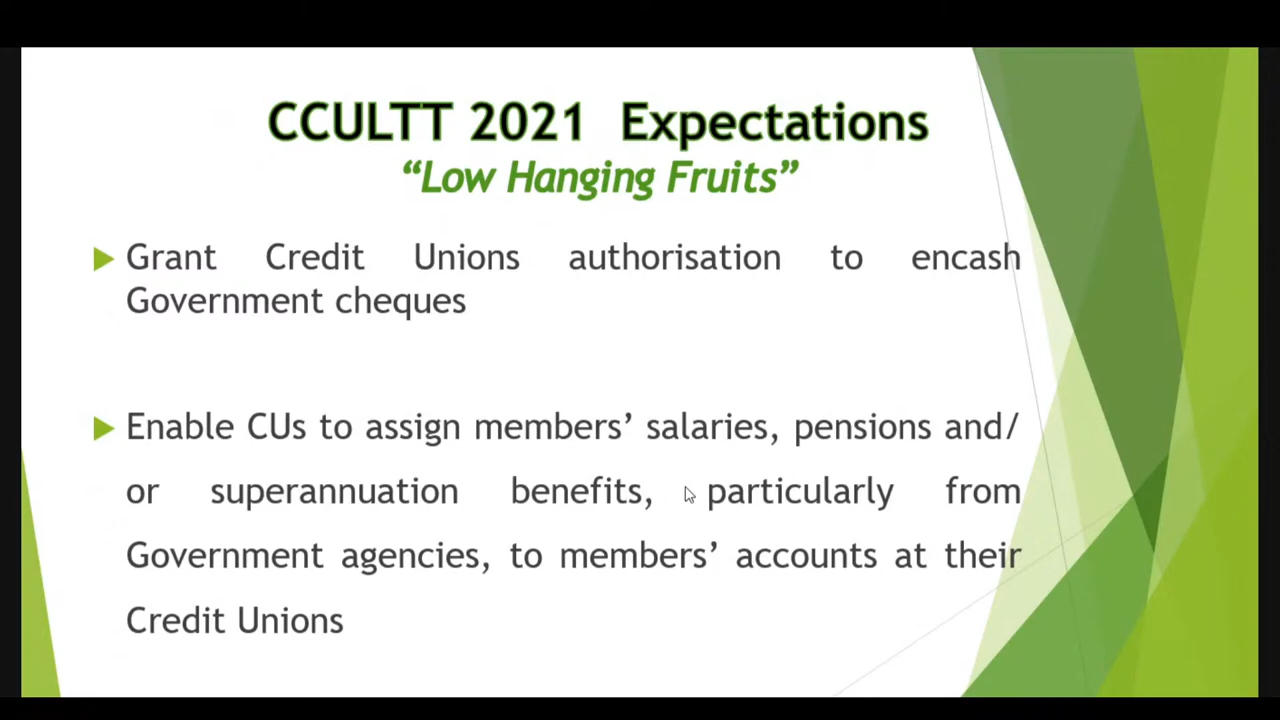 CCULTT 2021 Expectations
“Low Hanging Fruits”
Grant Credit Unions authorisation to encash
Government cheques
Enable CUs to assign members’ salaries, pensions and/
or superannuation benefits, particularly from
Government agencies, to members’ accounts at their
Credit Unions